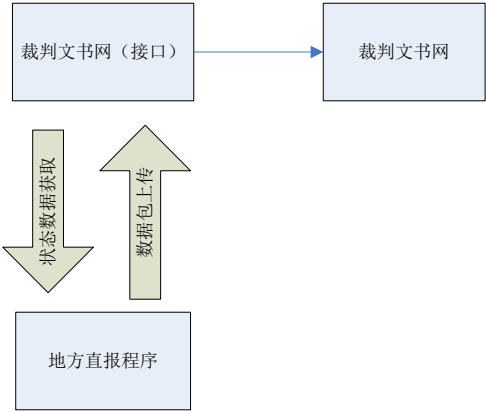 裁判文书网（接口）
裁判文书网
状态数据获取
数据包上传
地方直报程序